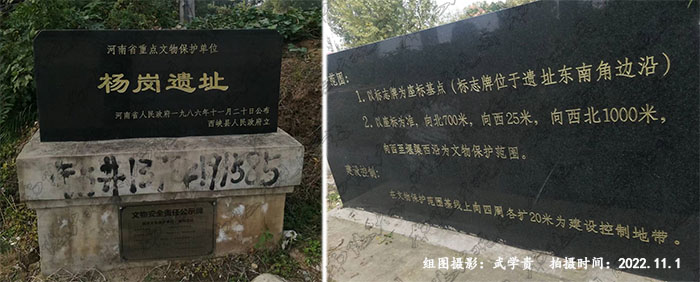 河南省重点文物保护单位
杨岗遗址
河南省人民政府一九八六年十一月二十日公布
西峡县人民政府立
文物安全责任公示牌
范围：
1. 以标志牌为座标基点（标志牌位于遗址东南角边沿）
2. 以座标为准，向北700米，向西25米，向西北1000米，
向西至堰渠西沿为文物保护范围。
建设控制：
在文物保护范围基线上向四周各扩20米为建设控制地带。
组图摄影：武学贵 拍摄时间：2022.11.1